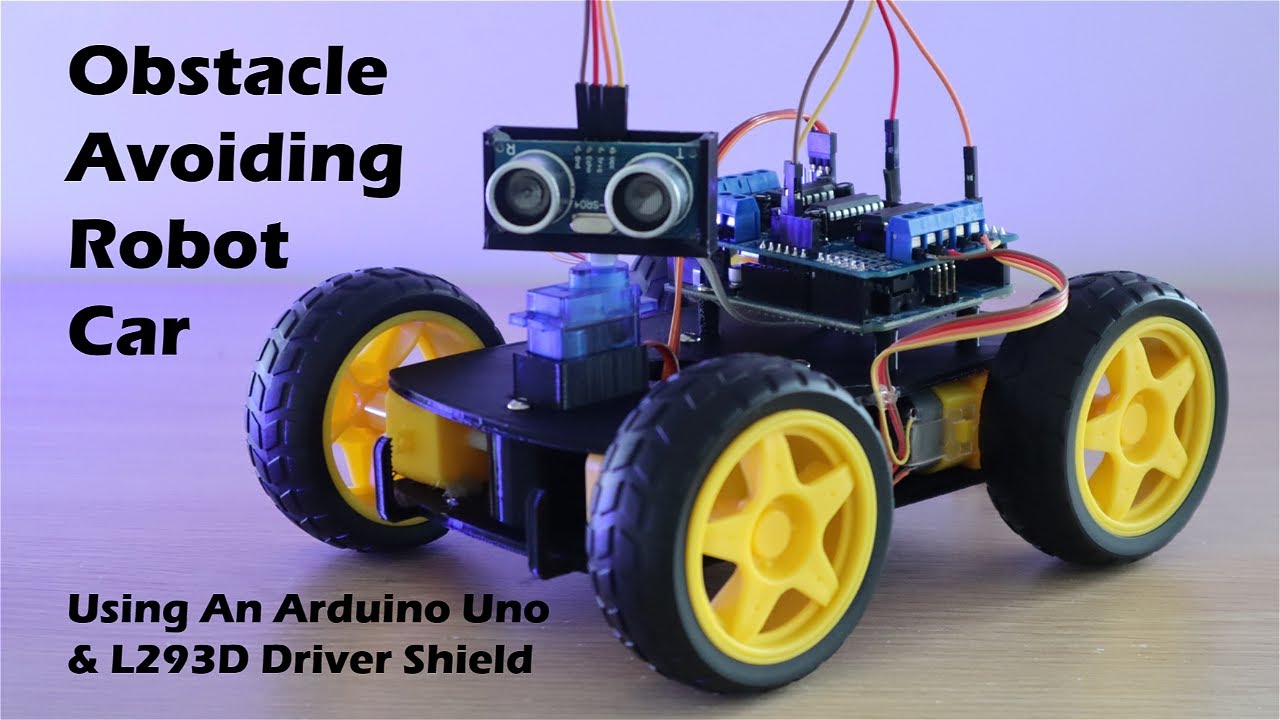 Obstacle
Avoiding
Robot
Car
R
T
Using An Arduino Uno
& L293D Driver Shield